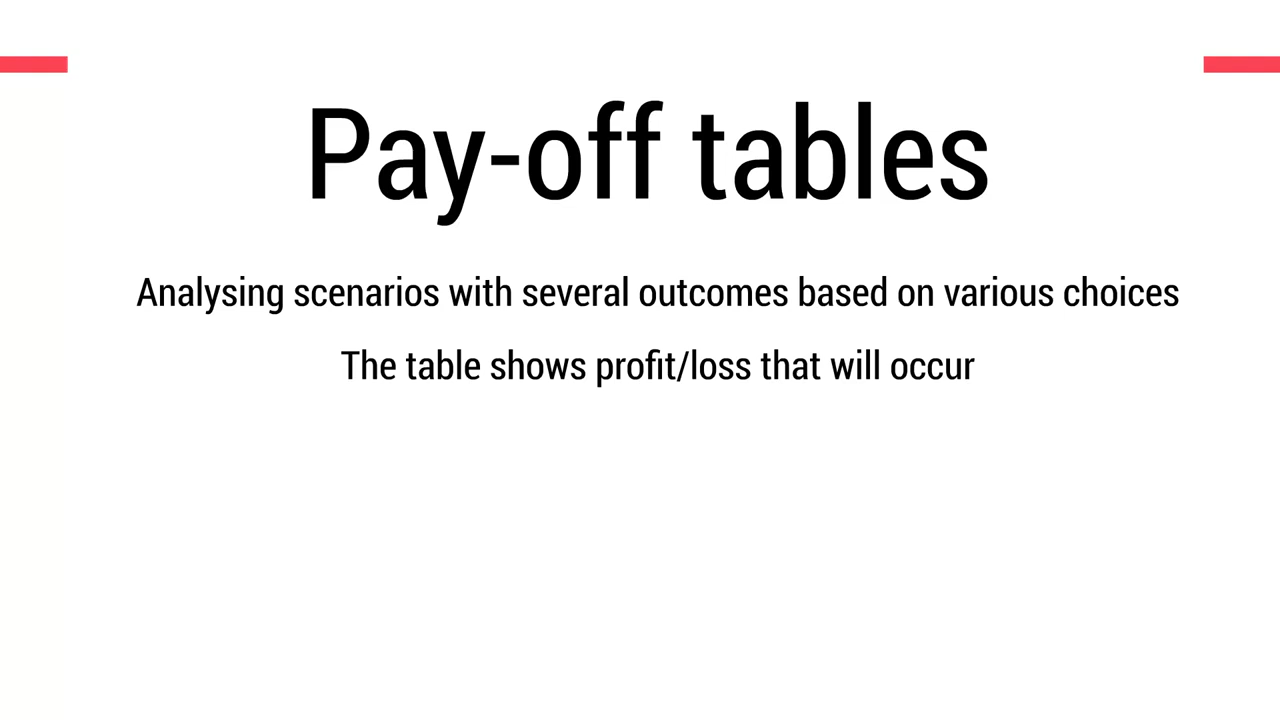 Pay-off tables
Analysing scenarios with several outcomes based on various choices
The table shows profit/loss that will occur